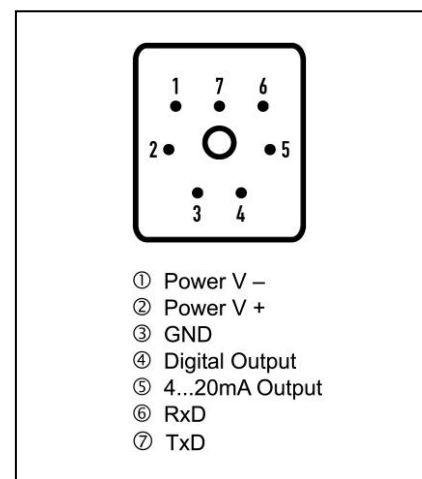 1 7 6
2 5
3 4
① Power V –
② Power V +
③ GND
④ Digital Output
⑤ 4...20mA Output
⑥ RxD
⑦ TxD